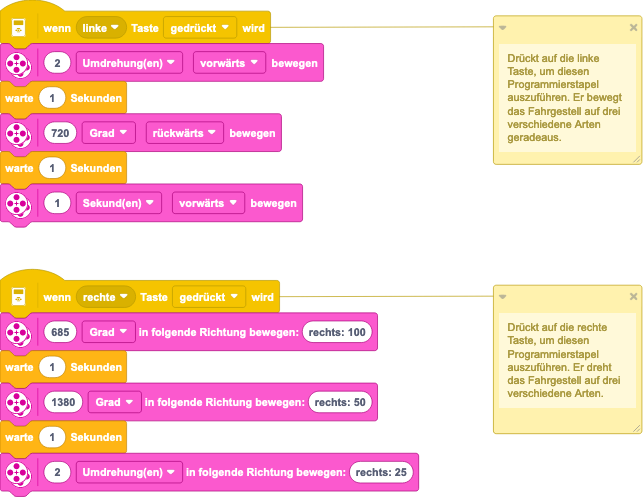 wenn linke Taste gedrückt wird
2 Umdrehung(en) vorwärts bewegen
warte 1 Sekunden
720 Grad rückwärts bewegen
warte 1 Sekunden
1 Sekund(en) vorwärts bewegen
Drückt auf die linke
Taste, um diesen
Programmierstapel
auszuführen. Er bewegt
das Fahrgestell auf drei
verschiedene Arten
geradeaus.
wenn rechte Taste gedrückt wird
685 Grad in folgende Richtung bewegen: rechts: 100
warte 1 Sekunden
1380 Grad in folgende Richtung bewegen: rechts: 50
warte 1 Sekunden
2 Umdrehung(en) in folgende Richtung bewegen: rechts: 25
Drückt auf die rechte
Taste, um diesen
Programmierstapel
auszuführen. Er dreht
das Fahrgestell auf drei
verschiedene Arten.